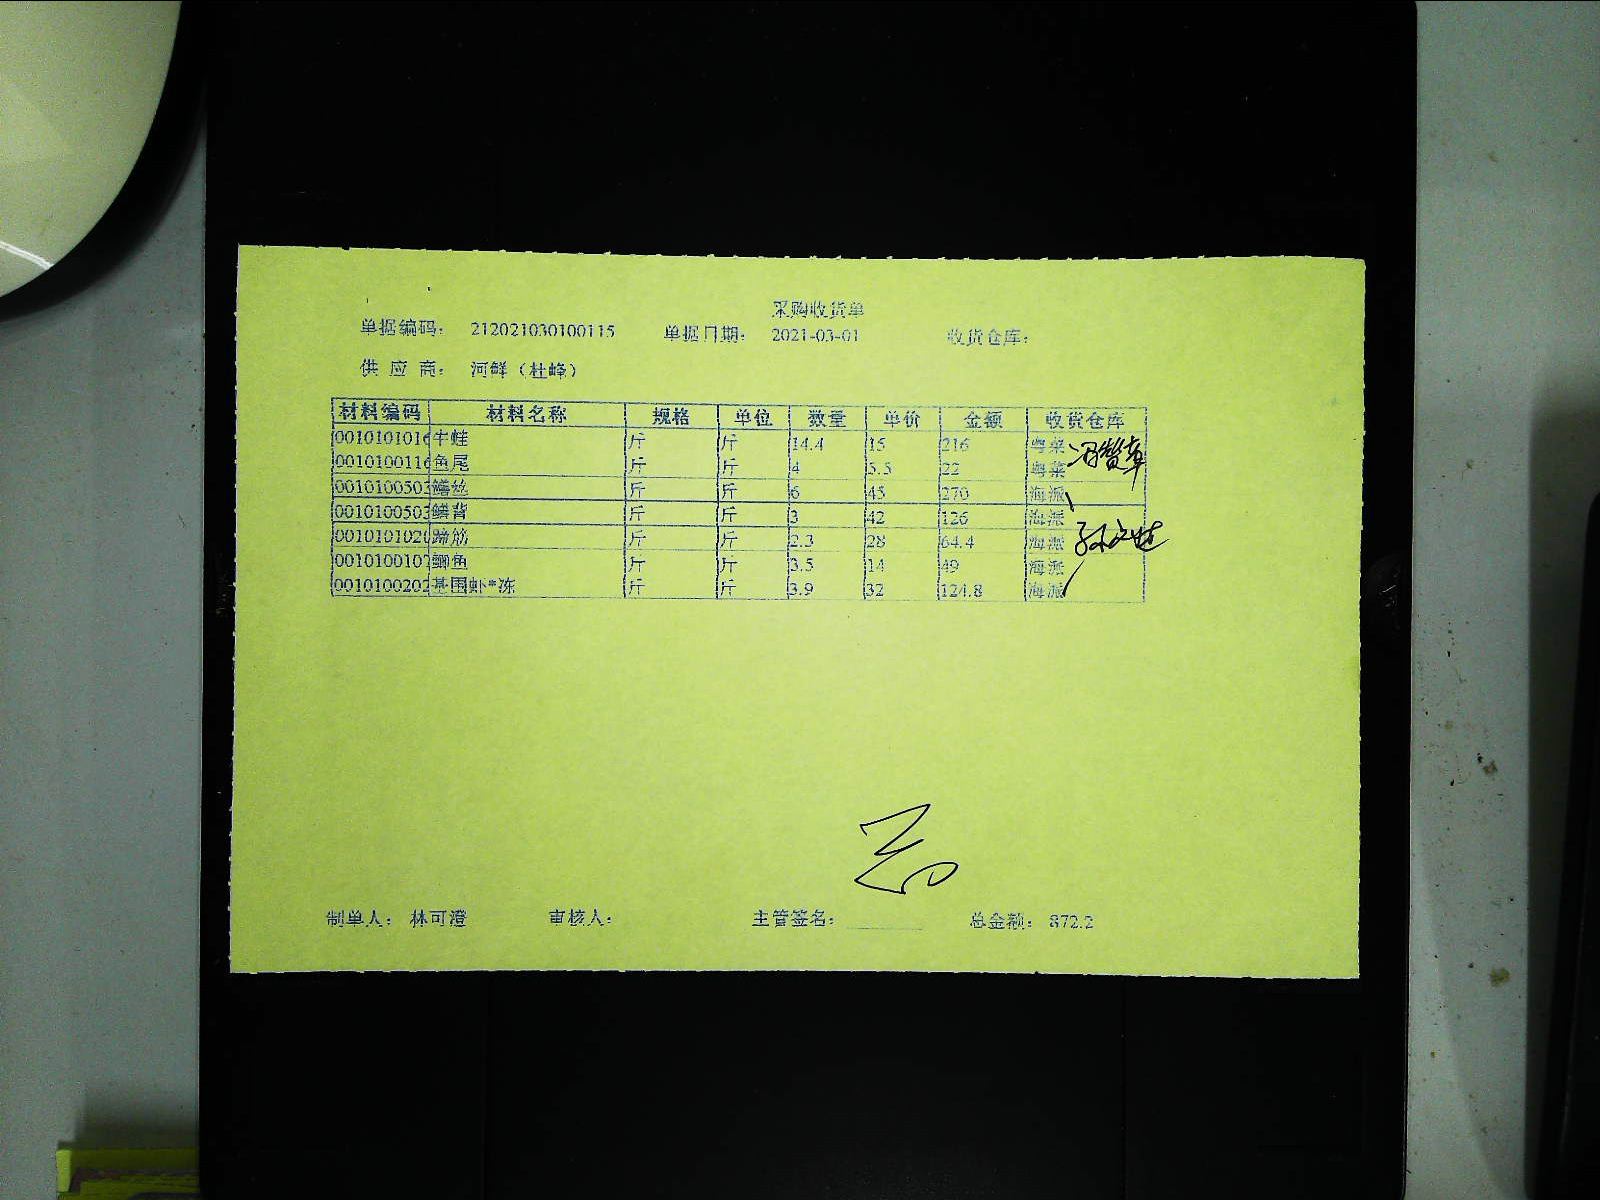 采购收货单
单据编码： 212021030100115 单据日期： 2021-03-01 收货仓库：
供 应 商： 河鲜（杜峰）
材料编码 材料名称 规格 单位 数量 单价 金额 收货仓库
0010101016 牛蛙 斤 斤 14.4 15 216 粤菜
0010100116 鱼尾 斤 斤 4 5.5 22 粤菜
0010100503 鳝丝 斤 斤 6 45 270 海派
0010100503 鳝背 斤 斤 3 42 126 海派
0010101020 蹄筋 斤 斤 2.3 28 64.4 海派
0010100107 鲫鱼 斤 斤 3.5 14 49 海派
0010100202 基围虾*冻 斤 斤 3.9 32 124.8 海派
制单人： 林可澄 审核人： 主管签名： 总金额： 872.2